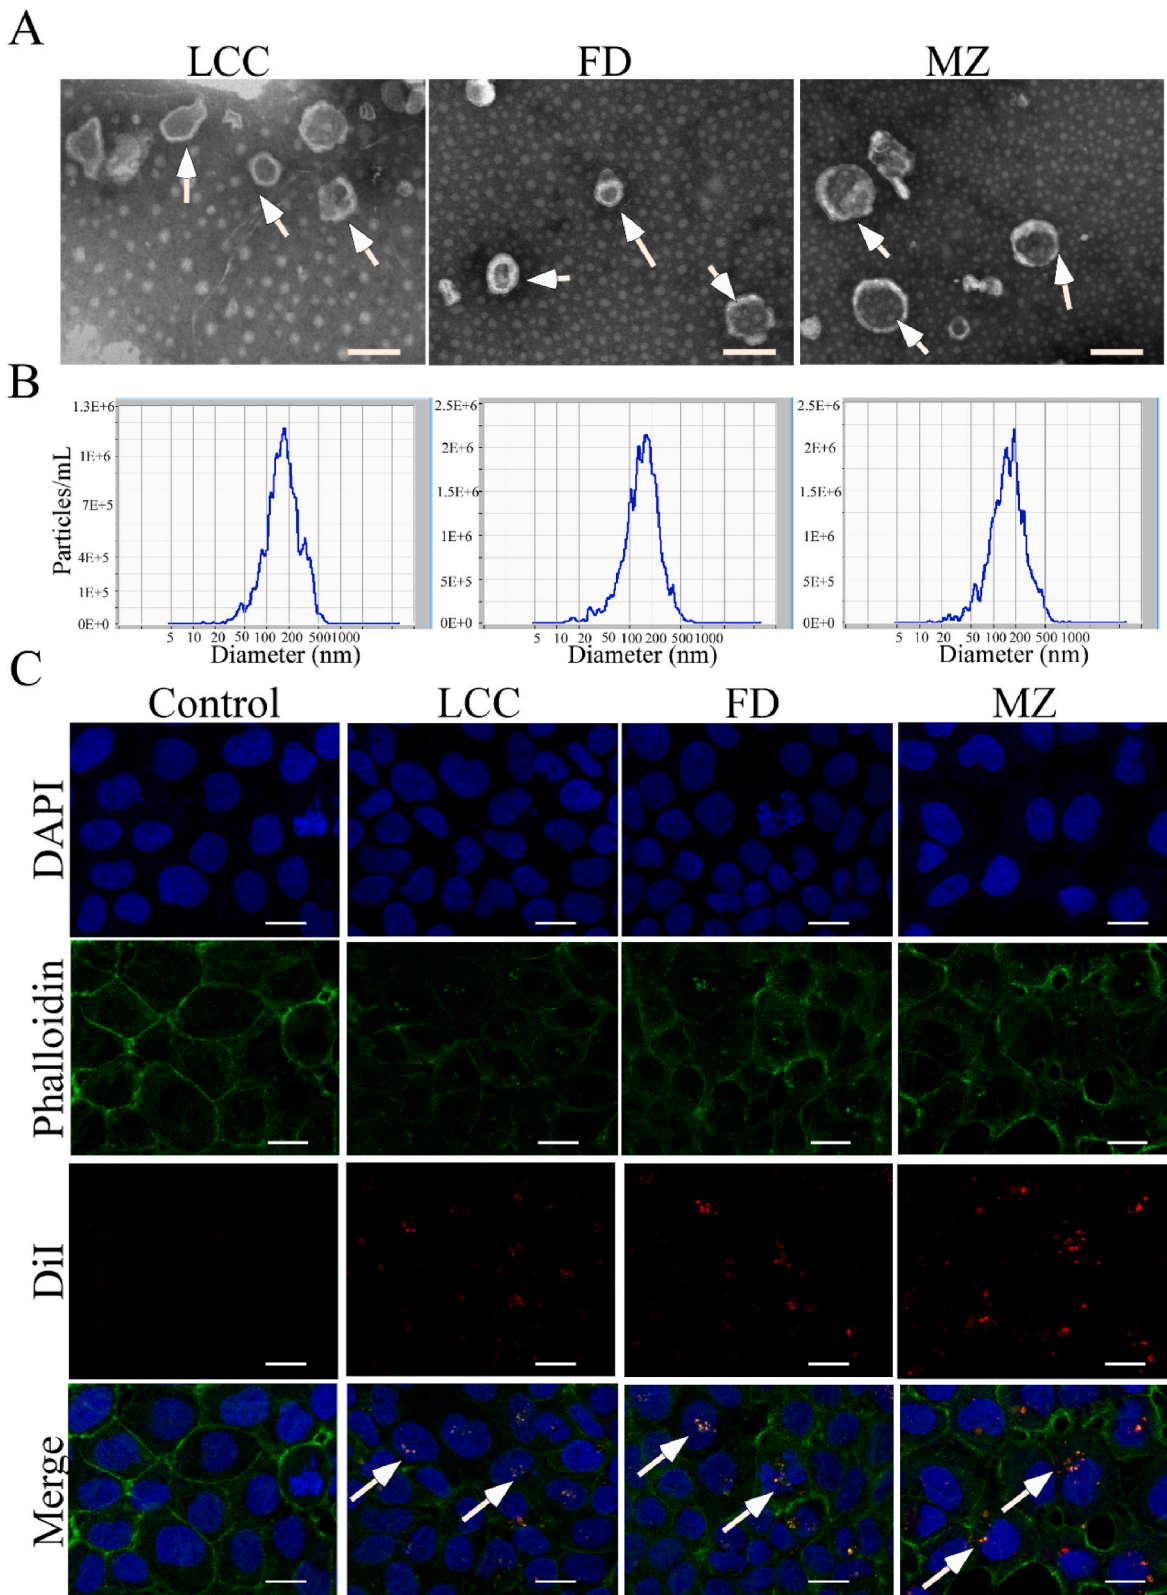 A
LCC FD MZ
B
Particles/mL
1.3E+6
1E+6
7E+5
4E+5
1E+5
0E+0
5 10 20 50 100 200 500 1000
Diameter (nm)
2.5E+6
2E+6
1.5E+6
1E+6
5E+5
0E+0
5 10 20 50 100 200 500 1000
Diameter (nm)
2.5E+6
2E+6
1.5E+6
1E+6
5E+5
0E+0
5 10 20 50 100 200 500 1000
Diameter (nm)
C
Control LCC FD MZ
DAPI
Phalloidin
DiI
Merge